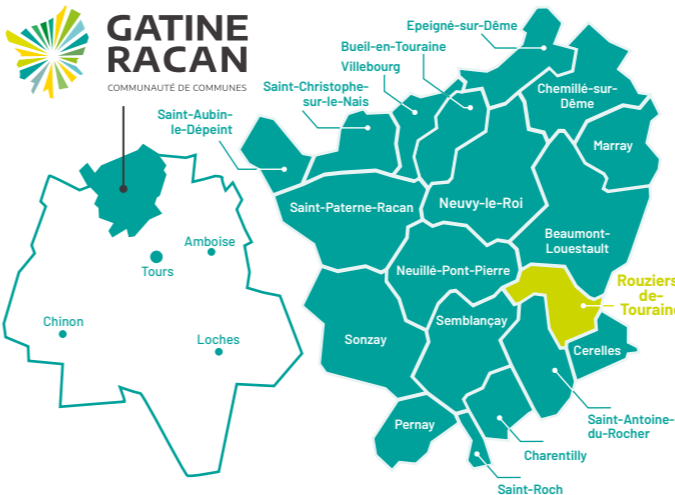 GATINE
RACAN
COMMUNAUTÉ DE COMMUNES
Epeigné-sur-Dême
Bueil-en-Touraine
Villebourg
Saint-Christophe-
sur-le-Nais
Saint-Aubin-
le-Dépeint
Chemillé-sur-
Dême
Marray
Saint-Paterne-Racan
Neuvy-le-Roi
Beaumont-
Louestault
Neuillé-Pont-Pierre
Rouziers
de-
Touraine
Semblançay
Sonzay
Cerelles
Pernay
Saint-Antoine-
du-Rocher
Charentilly
Saint-Roch
Amboise
Tours
Chinon
Loches